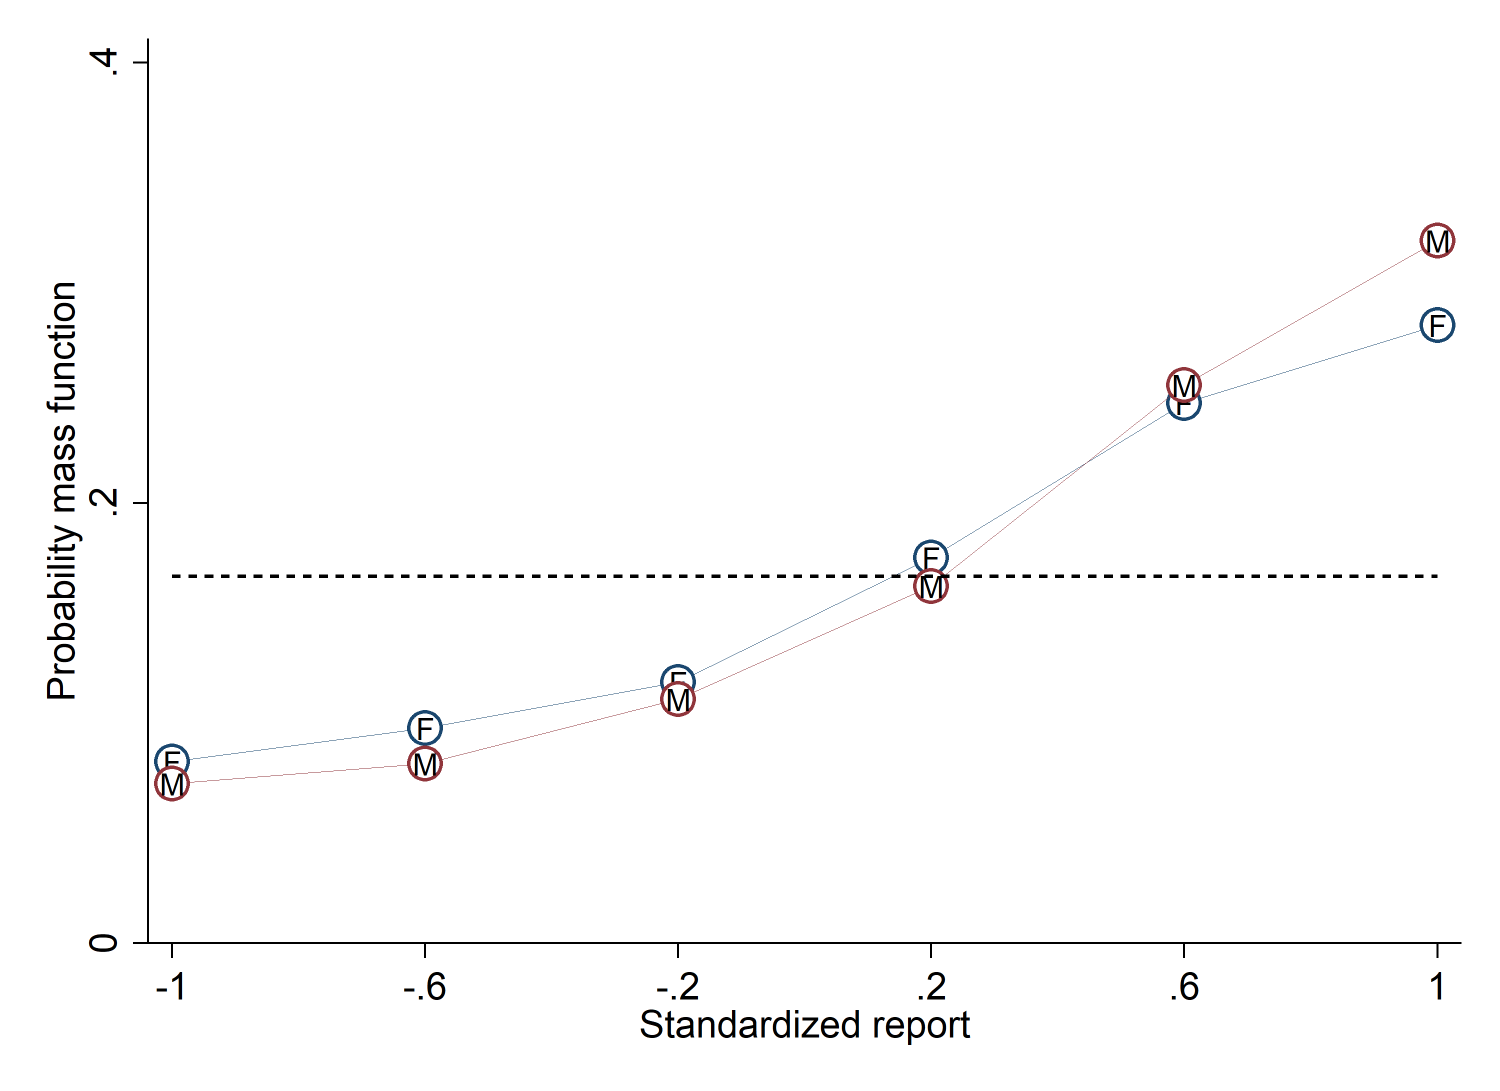 .4
.2
0
Probability mass function
M
F
M
F
F
M
F
M
F
M
F
M
-1
-.6
-.2
.2
.6
1
Standardized report